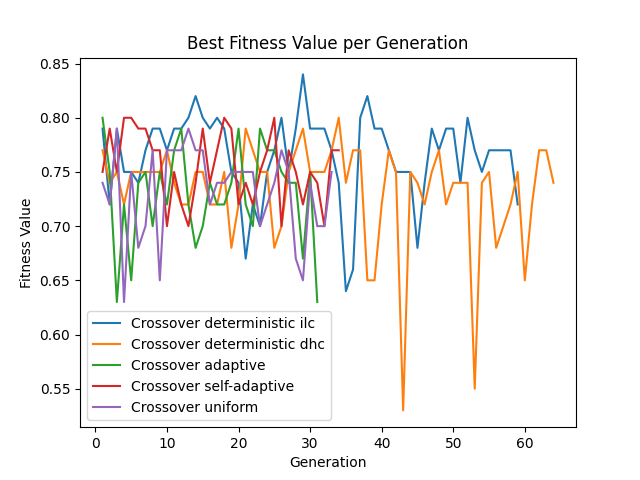 Best Fitness Value per Generation
Fitness Value
0.85
0.80
0.75
0.70
0.65
0.60
0.55
Crossover deterministic ilc
Crossover deterministic dhc
Crossover adaptive
Crossover self-adaptive
Crossover uniform
0 10 20 30 40 50 60
Generation